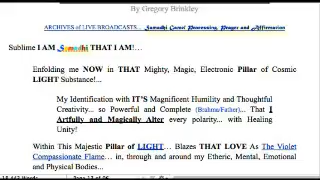 By Gregory Brinkley
ARCHIVES of LIVE BROADCASTS... Samadhi Cosmic Processing, Prayer and Affirmation
Sublime I AM Samadhi THAT I AM!...
Enfolding me NOW in THAT Mighty, Magic, Electronic Pillar of Cosmic
LIGHT Substance!...
My Identification with IT'S Magnificent Humility and Thoughtful
Creativity... so Powerful and Complete (Brahma/Father)... That I
Artfully and Magically Alter every polarity... with Healing
Unity!
Within This Majestic Pillar of LIGHT... Blazes THAT LOVE As The Violet
Compassionate Flame... in, through and around my Etheric, Mental, Emotional
and Physical Bodies...